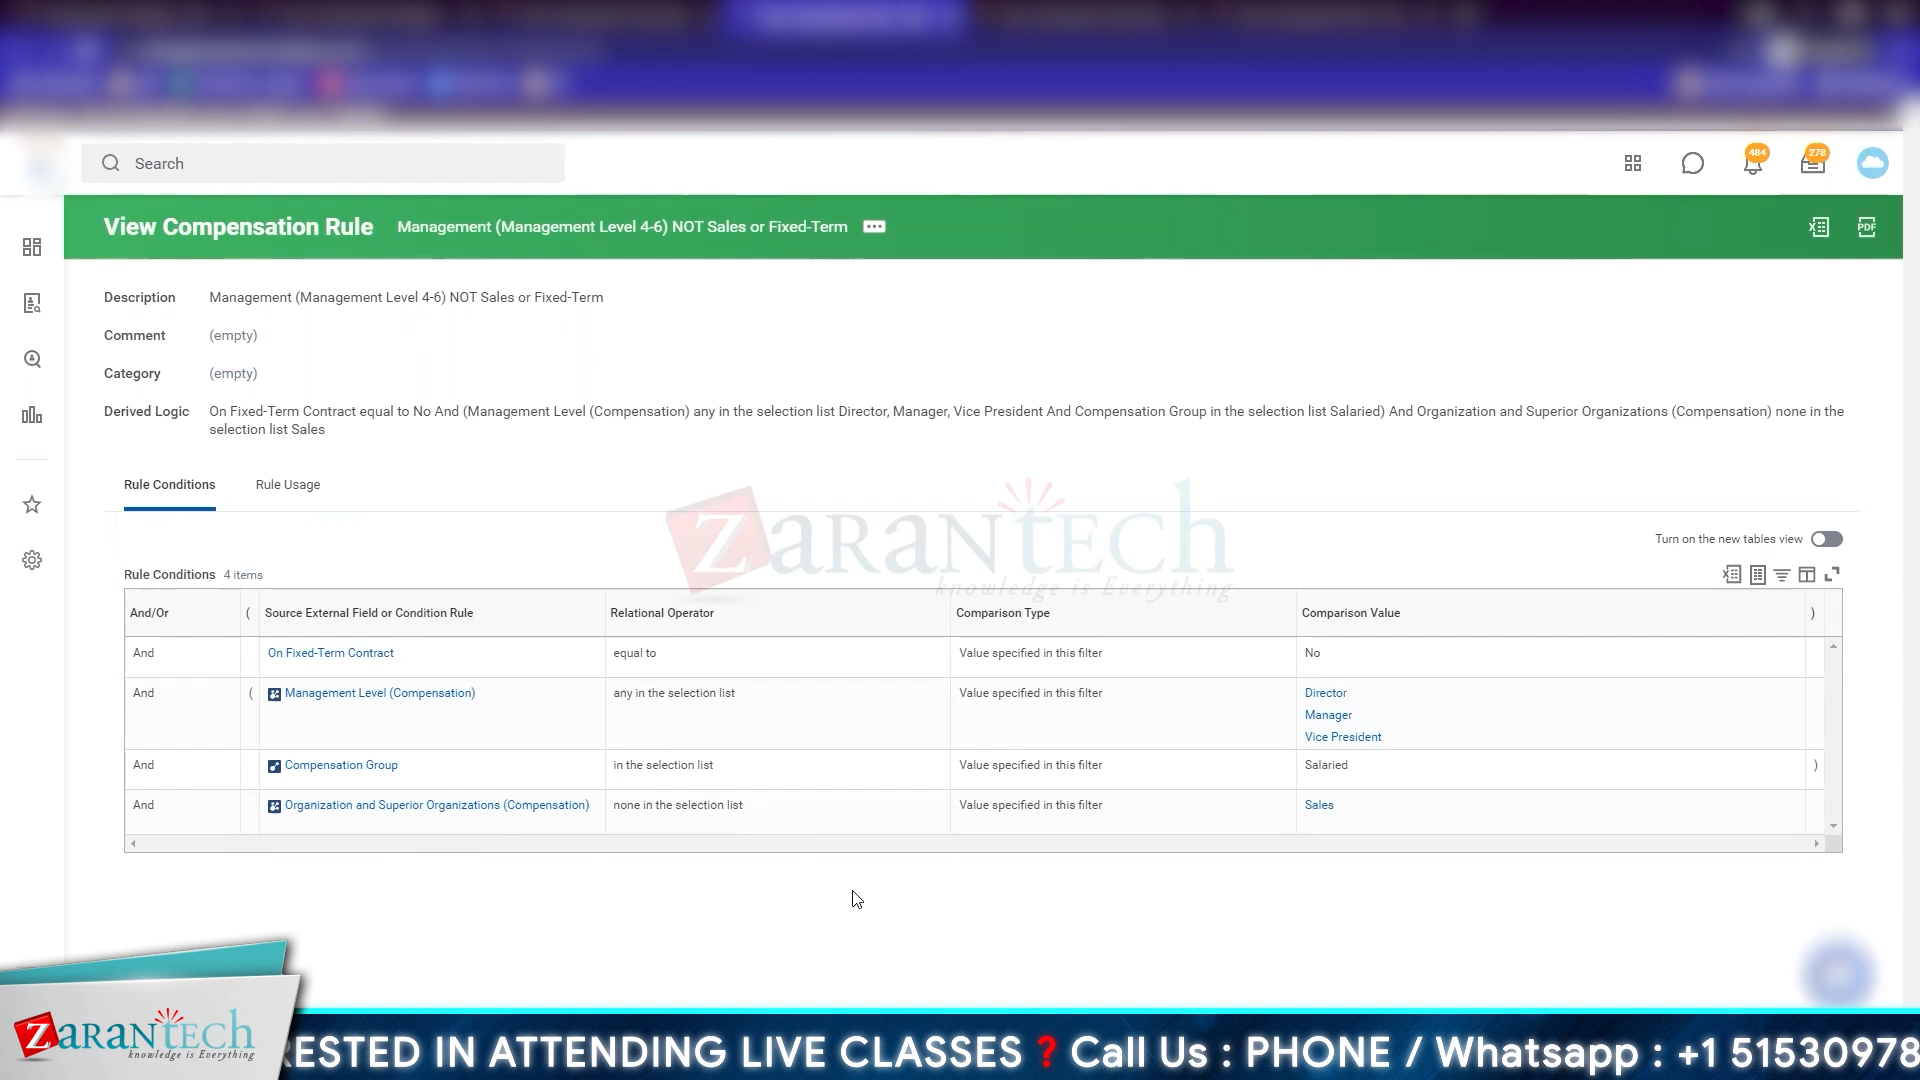 Search
484
278
View Compensation Rule
Management (Management Level 4-6) NOT Sales or Fixed-Term
PDF
Description
Management (Management Level 4-6) NOT Sales or Fixed-Term
Comment
(empty)
Category
(empty)
Derived Logic
On Fixed-Term Contract equal to No And (Management Level (Compensation) any in the selection list Director, Manager, Vice President And Compensation Group in the selection list Salaried) And Organization and Superior Organizations (Compensation) none in the
selection list Sales
Rule Conditions
Rule Usage
ZARANTECH
knowledge is Everything
Turn on the new tables view
Rule Conditions 4 items
And/Or ( Source External Field or Condition Rule Relational Operator Comparison Type Comparison Value )
And On Fixed-Term Contract equal to Value specified in this filter No
And ( Management Level (Compensation) any in the selection list Value specified in this filter Director
Manager
Vice President
And Compensation Group in the selection list Value specified in this filter Salaried )
And Organization and Superior Organizations (Compensation) none in the selection list Value specified in this filter Sales
ZARANTECH
knowledge is Everything
RESTED IN ATTENDING LIVE CLASSES ❓ Call Us : PHONE / Whatsapp : +1 51530978